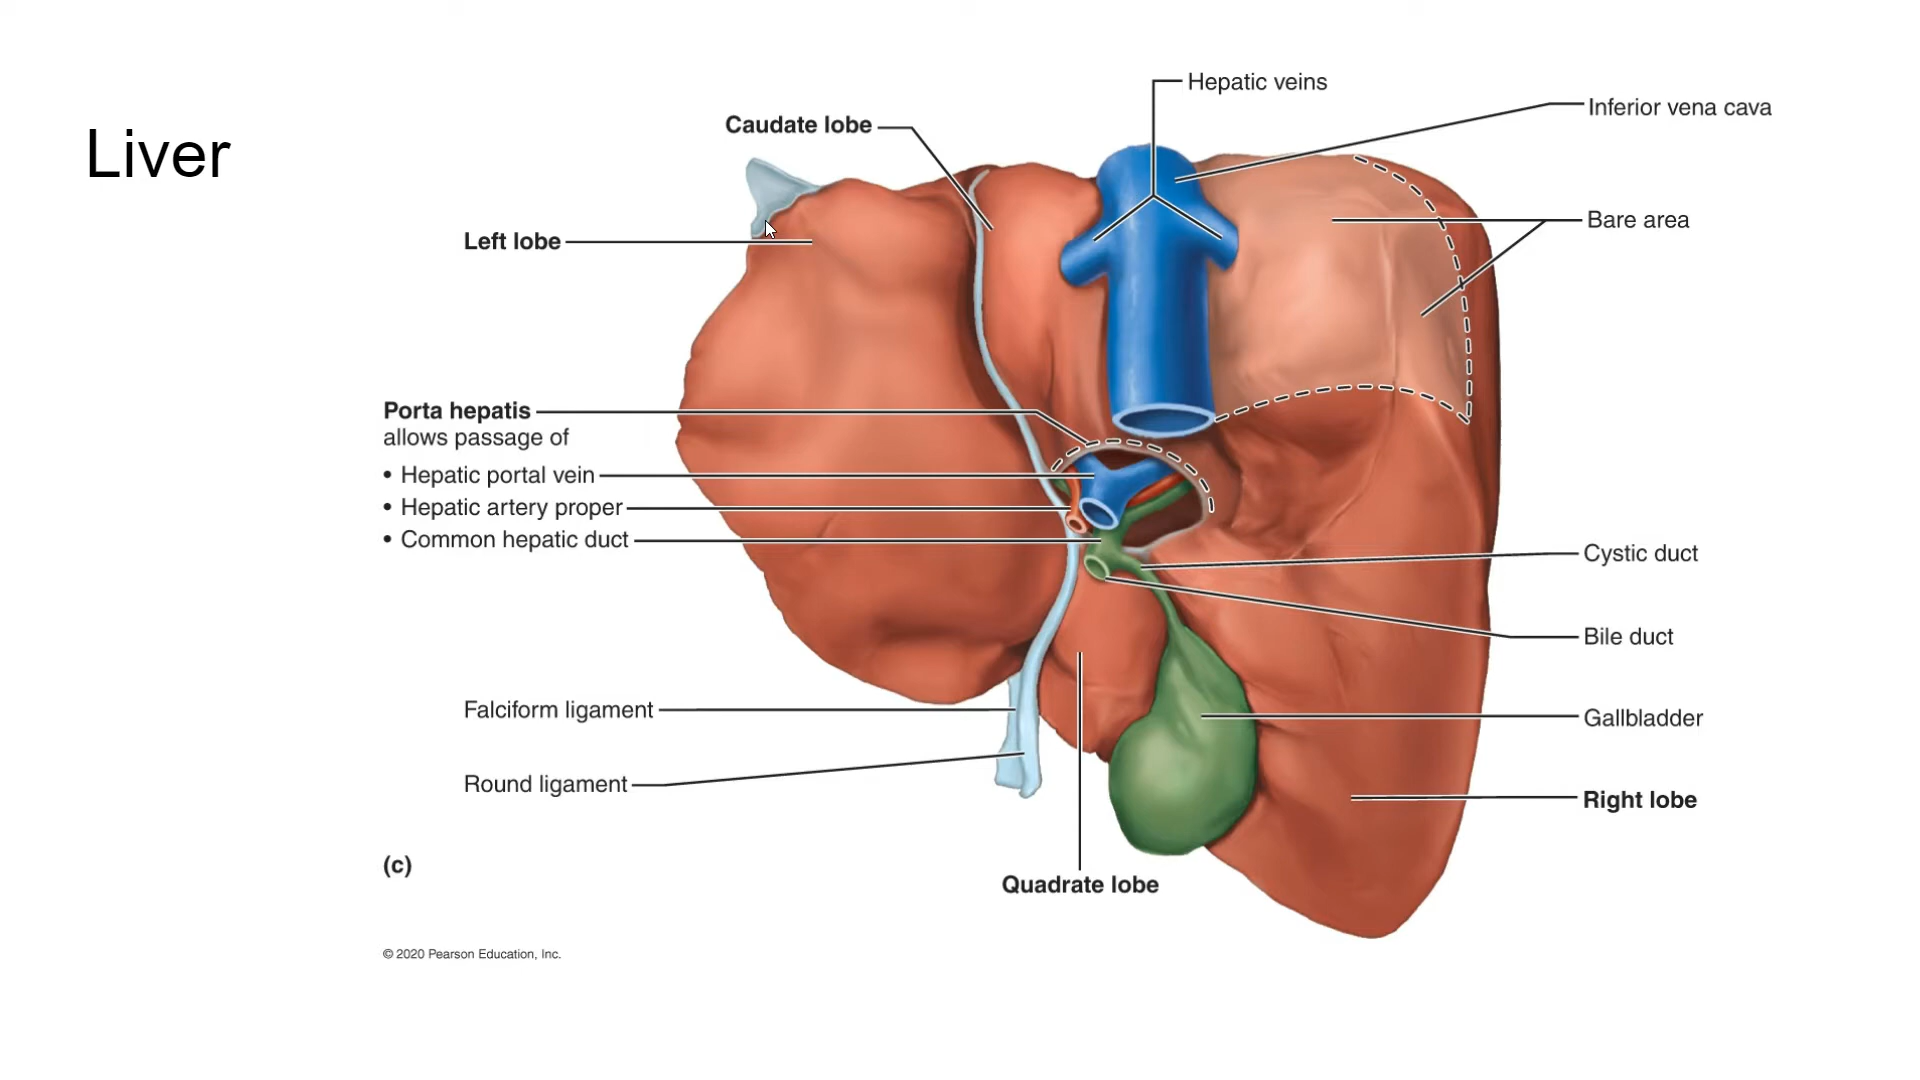 Liver
Hepatic veins
Inferior vena cava
Caudate lobe
Bare area
Left lobe
Porta hepatis
allows passage of
• Hepatic portal vein
• Hepatic artery proper
• Common hepatic duct
Cystic duct
Bile duct
Falciform ligament
Gallbladder
Round ligament
Right lobe
(c)
Quadrate lobe
© 2020 Pearson Education, Inc.